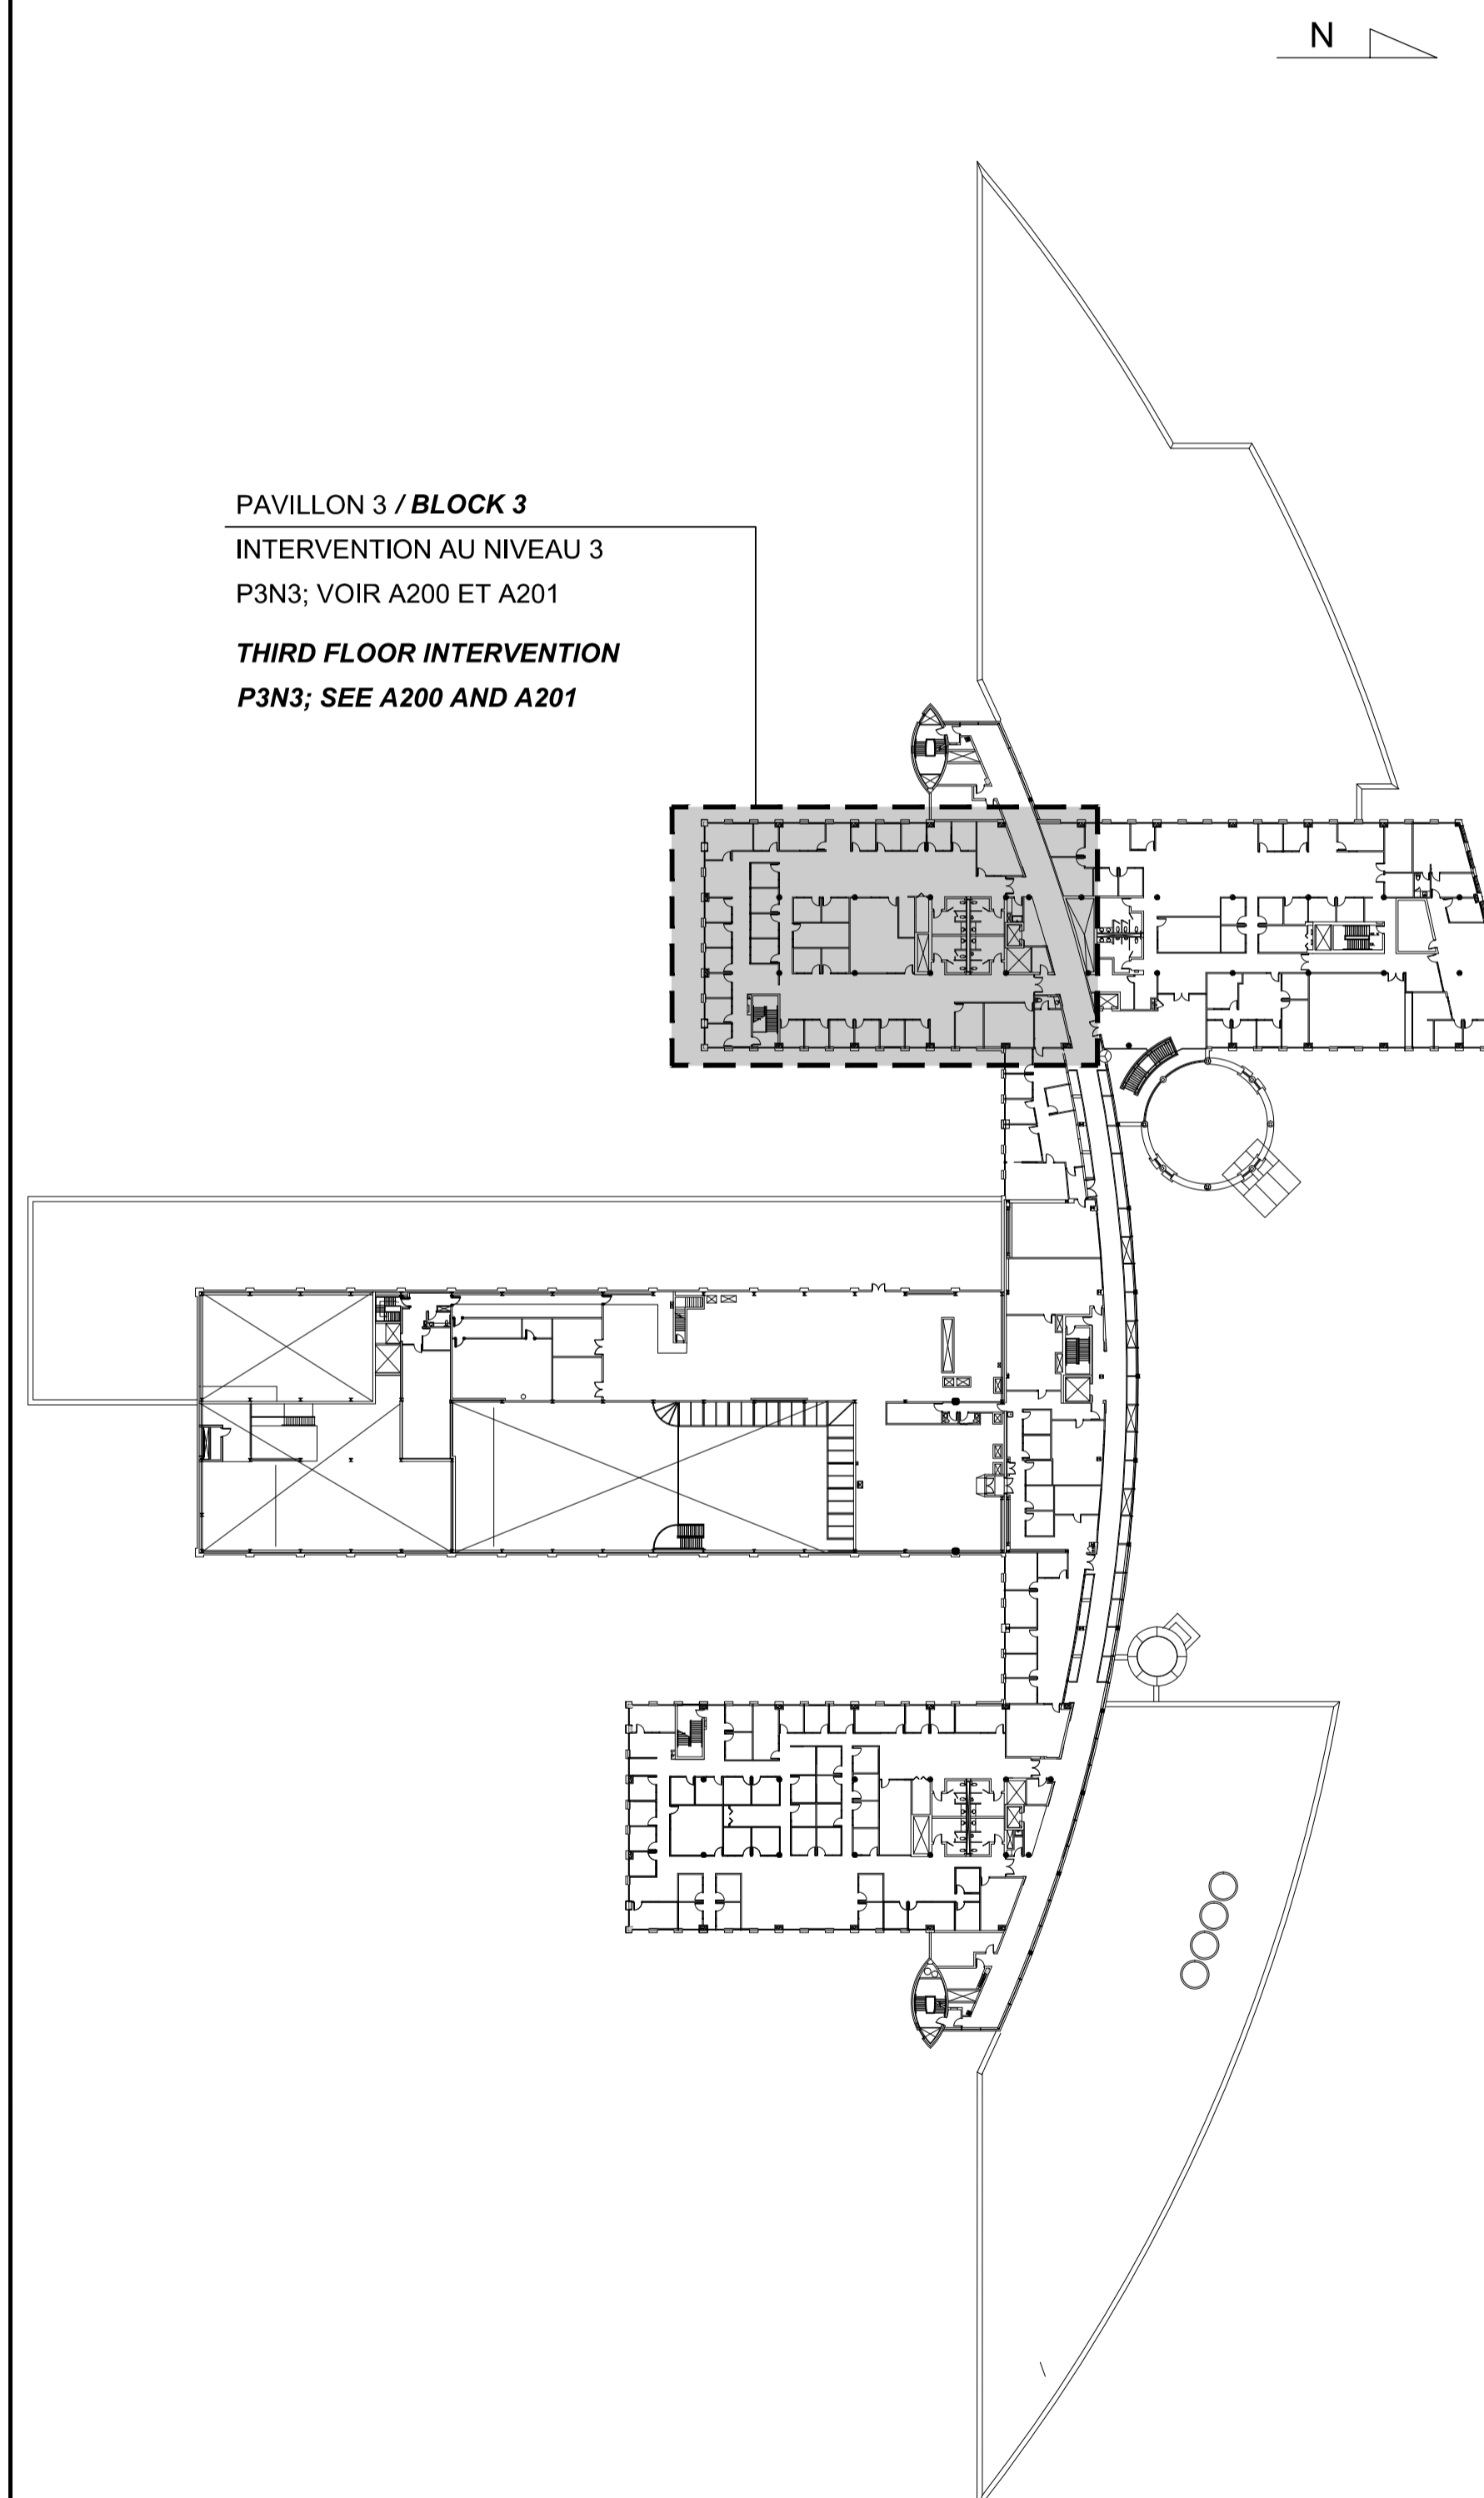 N
PAVILLON 3 / BLOCK 3
INTERVENTION AU NIVEAU 3
P3N3; VOIR A200 ET A201
THIRD FLOOR INTERVENTION
P3N3; SEE A200 AND A201